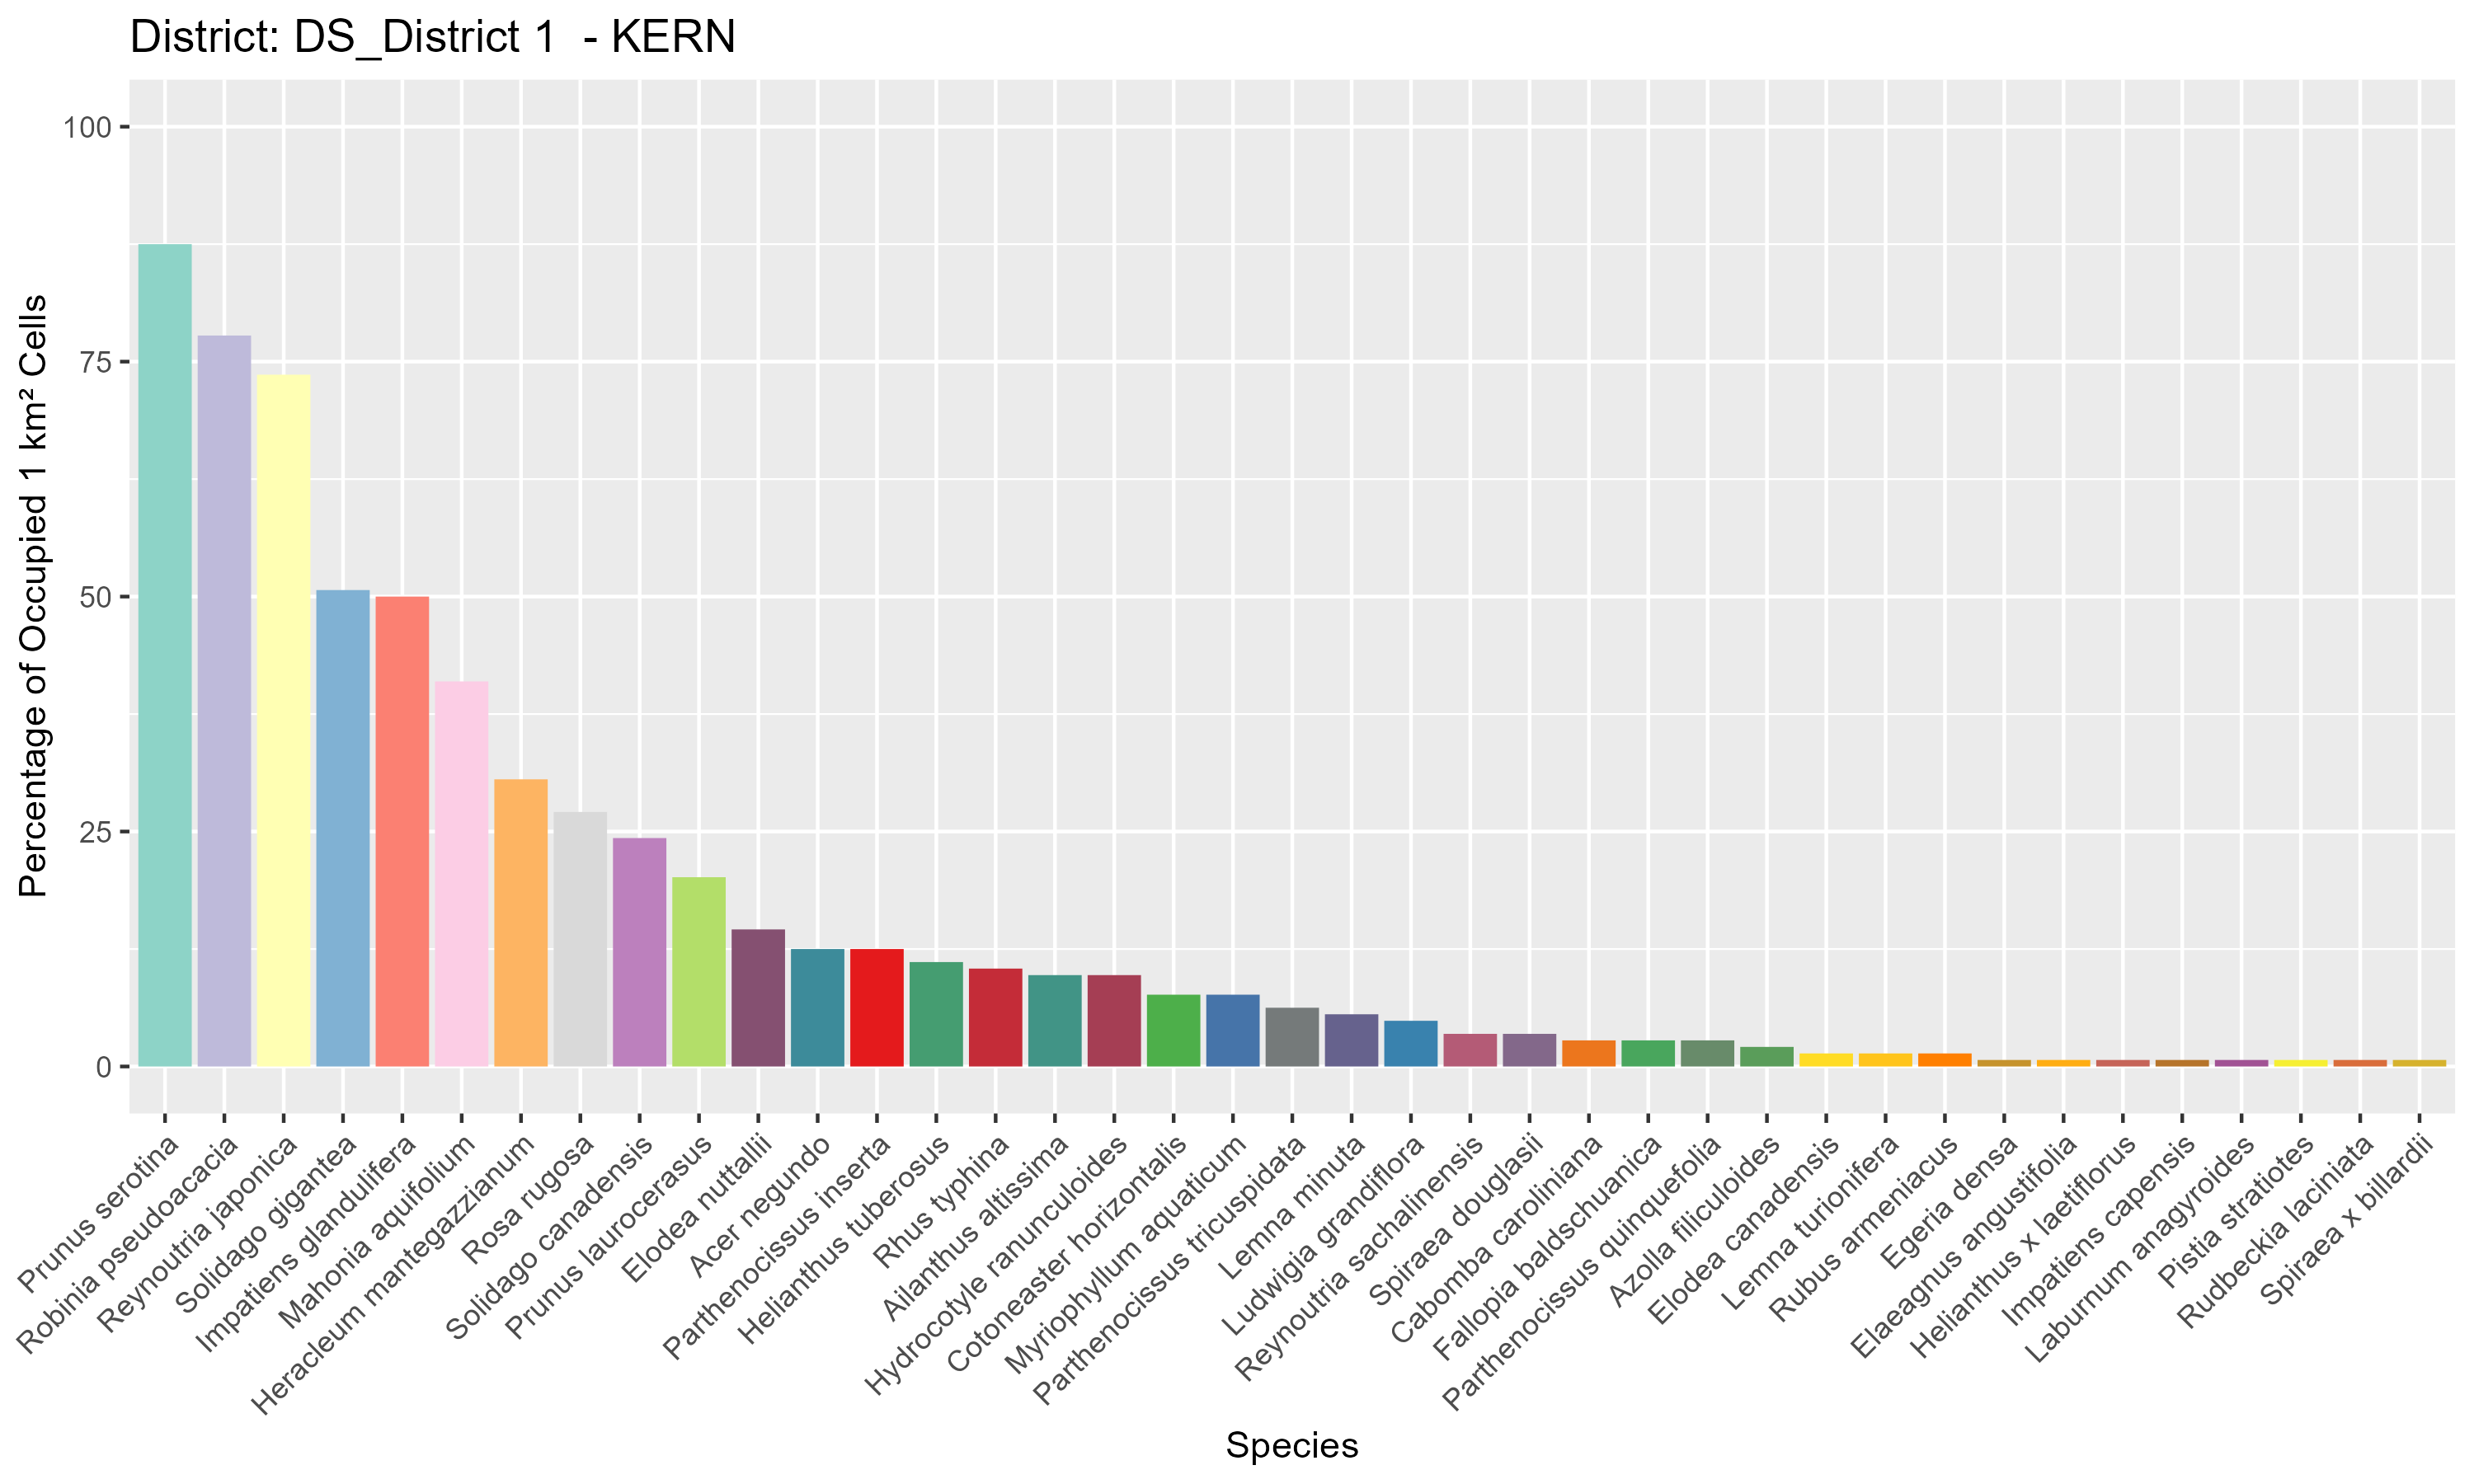 District: DS_District 1  - KERN
Percentage of Occupied 1 km² Cells
100
75
50
25
0
Prunus serotina
Robinia pseudoacacia
Reynoutria japonica
Solidago gigantea
Impatiens glandulifera
Mahonia aquifolium
Heracleum mantegazzianum
Rosa rugosa
Solidago canadensis
Prunus laurocerasus
Elodea nuttallii
Acer negundo
Parthenocissus inserta
Helianthus tuberosus
Rhus typhina
Ailanthus altissima
Hydrocotyle ranunculoides
Cotoneaster horizontalis
Myriophyllum aquaticum
Parthenocissus tricuspidata
Lemna minuta
Ludwigia grandiflora
Reynoutria sachalinensis
Spiraea douglasii
Cabomba caroliniana
Fallopia baldschuanica
Parthenocissus quinquefolia
Azolla filiculoides
Elodea canadensis
Lemna turionifera
Rubus armeniacus
Egeria densa
Elaeagnus angustifolia
Helianthus x laetiflorus
Impatiens capensis
Laburnum anagyroides
Pistia stratiotes
Rudbeckia laciniata
Spiraea x billardii
Species